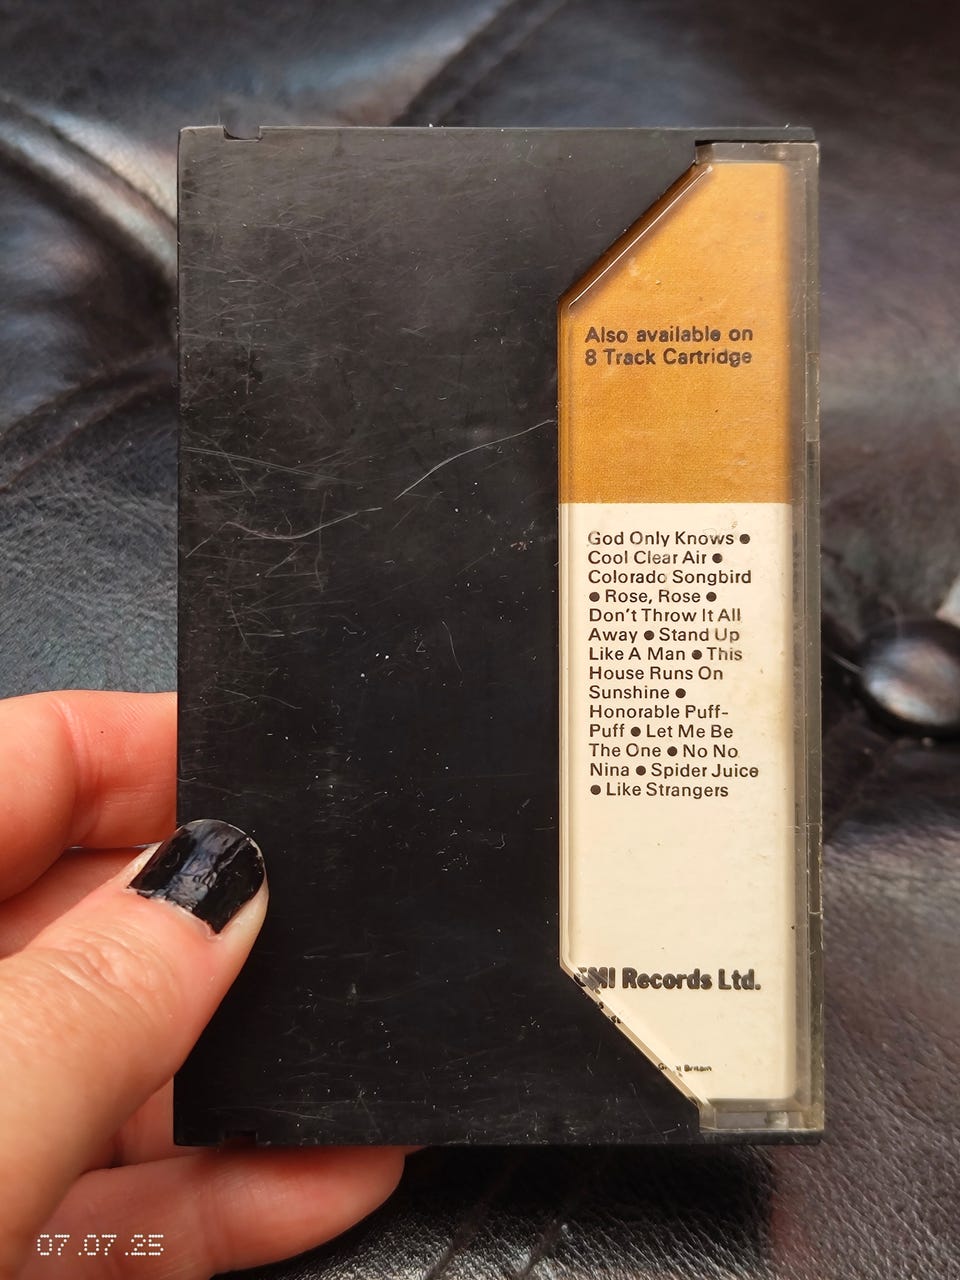 Also available on
8 Track Cartridge
God Only Knows ●
Cool Clear Air ●
Colorado Songbird
● Rose, Rose ●
Don't Throw It All
Away ● Stand Up
Like A Man ● This
House Runs On
Sunshine ●
Honorable Puff-
Puff ● Let Me Be
The One ● No No
Nina ● Spider Juice
● Like Strangers
EMI Records Ltd.
Britain
07.07.25